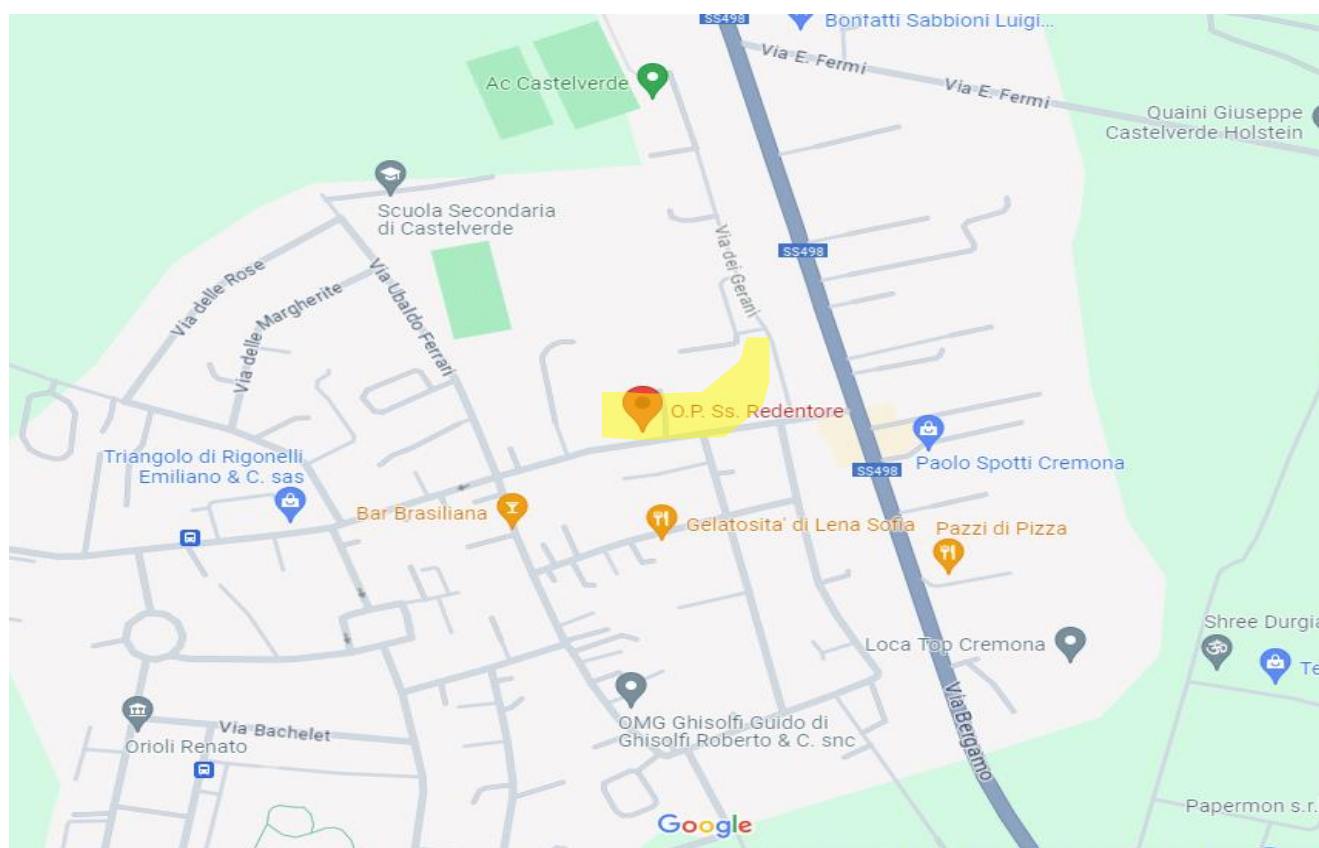 SS498
Bonfatti Sabbioni Luigi...
Via E. Fermi
Via E. Fermi
Ac Castelverde
Quaini Giuseppe
Castelverde Holstein
Scuola Secondaria
di Castelverde
Via dei Gerani
SS498
Via delle Rose
Via Ubaldo Ferrari
Via delle Margherite
O.P. Ss. Redentore
Triangolo di Rigonelli
Emiliano & C. sas
Paolo Spotti Cremona
SS498
Bar Brasiliana
Gelatosita' di Lena Sofia
Pazzi di Pizza
Shree Durgia
Loca Top Cremona
Te
Via Bergamo
OMG Ghisolfi Guido di
Ghisolfi Roberto & C. snc
Via Bachelet
Orioli Renato
Papermon s.r.
Google